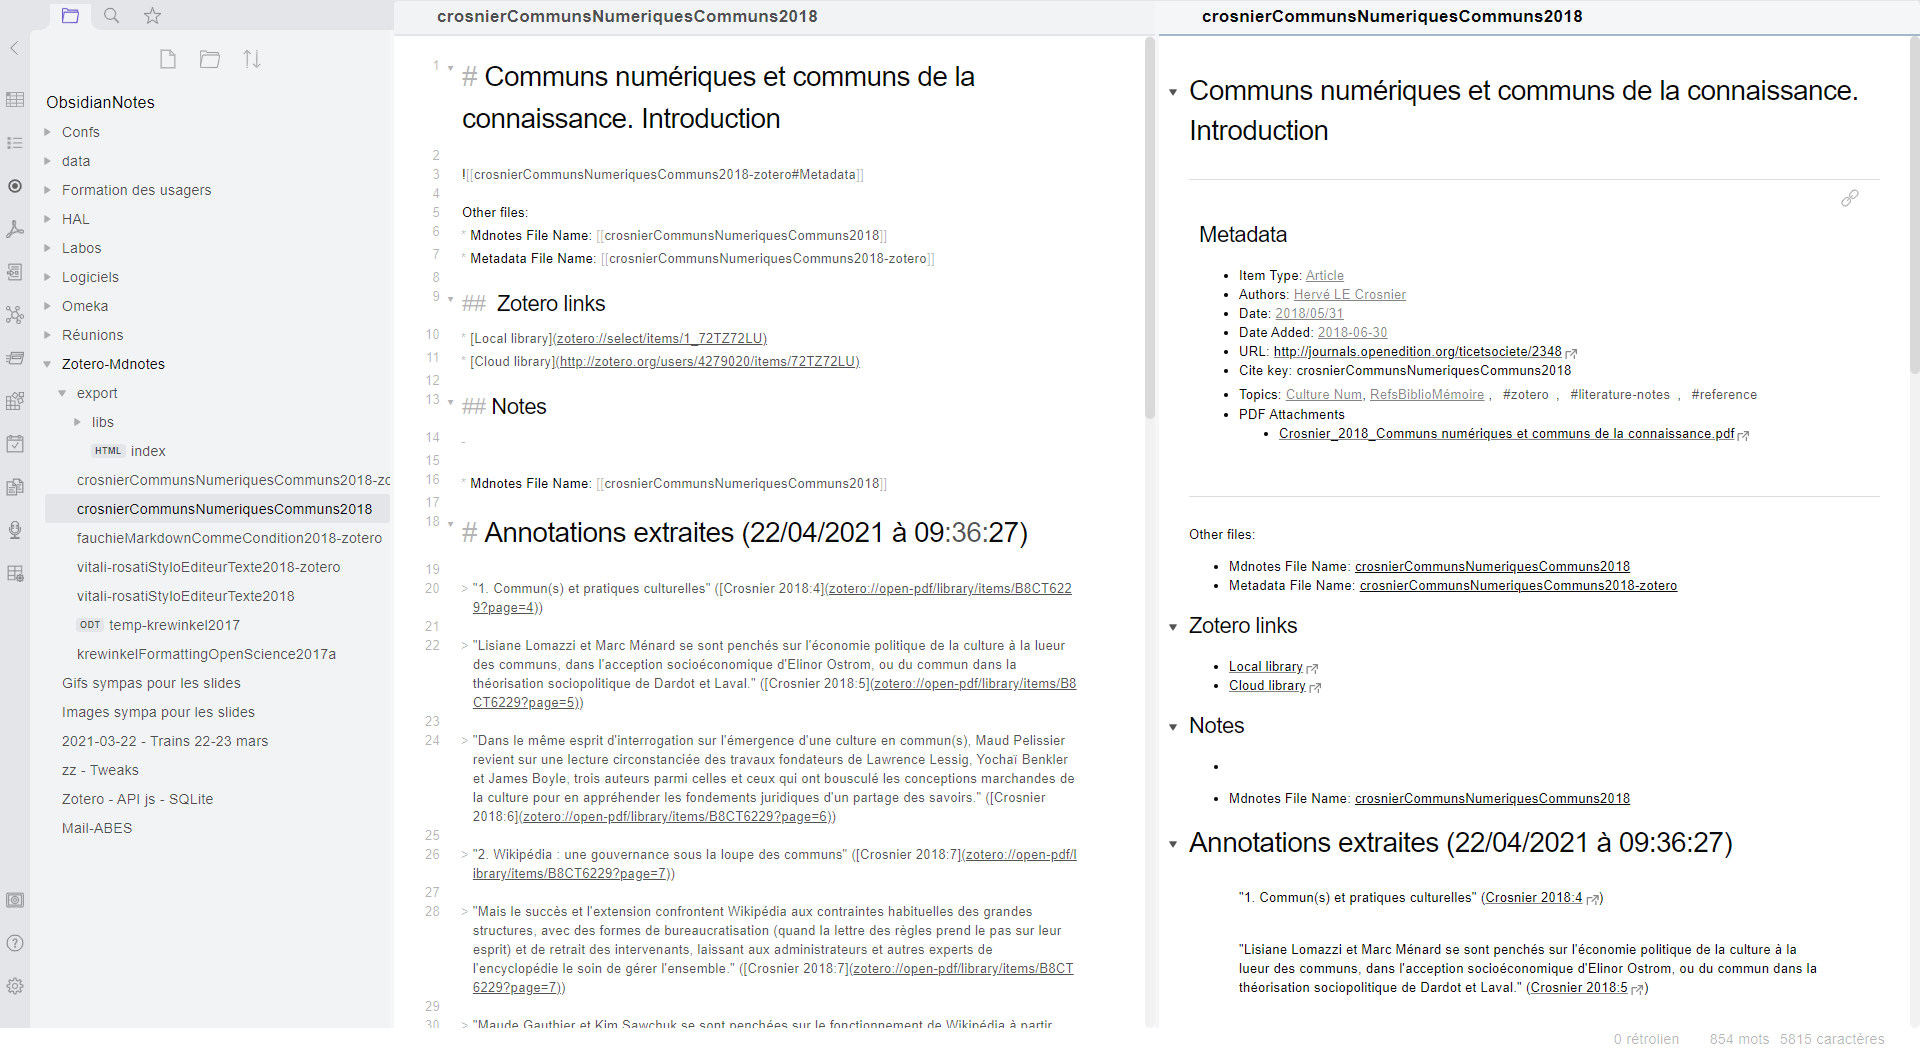 ObsidianNotes
Confs
data
Formation des usagers
HAL
Labos
Logiciels
Omeka
Réunions
Zotero-Mdnotes
export
libs
HTML index
crosnierCommunsNumeriquesCommuns2018-zo
crosnierCommunsNumeriquesCommuns2018
fauchieMarkdownCommeCondition2018-zotero
vitali-rosatiStyloEditeurTexte2018-zotero
vitali-rosatiStyloEditeurTexte2018
ODT temp-krewinkel2017
krewinkelFormattingOpenScience2017a
Gifs sympas pour les slides
Images sympa pour les slides
2021-03-22 - Trains 22-23 mars
zz - Tweaks
Zotero - API js - SQLite
Mail-ABES
crosnierCommunsNumeriquesCommuns2018
1 # Communs numériques et communs de la
connaissance. Introduction
2
3 ![[crosnierCommunsNumeriquesCommuns2018-zotero#Metadata]]
4
5 Other files:
6 * Mdnotes File Name: [[crosnierCommunsNumeriquesCommuns2018]]
7 * Metadata File Name: [[crosnierCommunsNumeriquesCommuns2018-zotero]]
8
9 ## Zotero links
10 * [Local library](zotero://select/items/1_72TZ72LU)
11 * [Cloud library](http://zotero.org/users/4279020/items/72TZ72LU)
12
13 ## Notes
14 -
15
16 * Mdnotes File Name: [[crosnierCommunsNumeriquesCommuns2018]]
17
18 # Annotations extraites (22/04/2021 à 09:36:27)
19
20 > "1. Commun(s) et pratiques culturelles" ([Crosnier 2018:4](zotero://open-pdf/library/items/B8CT622
9?page=4))
21
22 > "Lisiane Lomazzi et Marc Ménard se sont penchés sur l'économie politique de la culture à la lueur
des communs, dans l'acception socioéconomique d'Elinor Ostrom, ou du commun dans la
théorisation sociopolitique de Dardot et Laval." ([Crosnier 2018:5](zotero://open-pdf/library/items/B8
CT6229?page=5))
23
24 > "Dans le même esprit d'interrogation sur l'émergence d'une culture en commun(s), Maud Pelissier
revient sur une lecture circonstanciée des travaux fondateurs de Lawrence Lessig, Yochaï Benkler
et James Boyle, trois auteurs parmi celles et ceux qui ont bousculé les conceptions marchandes de
la culture pour en appréhender les fondements juridiques d'un partage des savoirs." ([Crosnier
2018:6](zotero://open-pdf/library/items/B8CT6229?page=6))
25
26 > "2. Wikipédia : une gouvernance sous la loupe des communs" ([Crosnier 2018:7](zotero://open-pdf/l
ibrary/items/B8CT6229?page=7))
27
28 > "Mais le succès et l'extension confrontent Wikipédia aux contraintes habituelles des grandes
structures, avec des formes de bureaucratisation (quand la lettre des règles prend le pas sur leur
esprit) et de retrait des intervenants, laissant aux administrateurs et autres experts de
l'encyclopédie le soin de gérer l'ensemble." ([Crosnier 2018:7](zotero://open-pdf/library/items/B8CT
6229?page=7))
29
30 > "Maude Gauthier et Kim Sawchuk se sont penchées sur le fonctionnement de Wikipédia à partir
crosnierCommunsNumeriquesCommuns2018
Communs numériques et communs de la connaissance.
Introduction
Metadata
• Item Type: Article
• Authors: Hervé LE Crosnier
• Date: 2018/05/31
• Date Added: 2018-06-30
• URL: http://journals.openedition.org/ticetsociete/2348
• Cite key: crosnierCommunsNumeriquesCommuns2018
• Topics: Culture Num, RefsBiblioMémoire , #zotero , #literature-notes , #reference
• PDF Attachments
• Crosnier_2018_Communs numériques et communs de la connaissance.pdf
Other files:
• Mdnotes File Name: crosnierCommunsNumeriquesCommuns2018
• Metadata File Name: crosnierCommunsNumeriquesCommuns2018-zotero
Zotero links
• Local library
• Cloud library
Notes
•
• Mdnotes File Name: crosnierCommunsNumeriquesCommuns2018
Annotations extraites (22/04/2021 à 09:36:27)
"1. Commun(s) et pratiques culturelles" (Crosnier 2018:4)
"Lisiane Lomazzi et Marc Ménard se sont penchés sur l'économie politique de la culture à la
lueur des communs, dans l'acception socioéconomique d'Elinor Ostrom, ou du commun dans la
théorisation sociopolitique de Dardot et Laval." (Crosnier 2018:5)
0 rétrolien 854 mots 5815 caractères